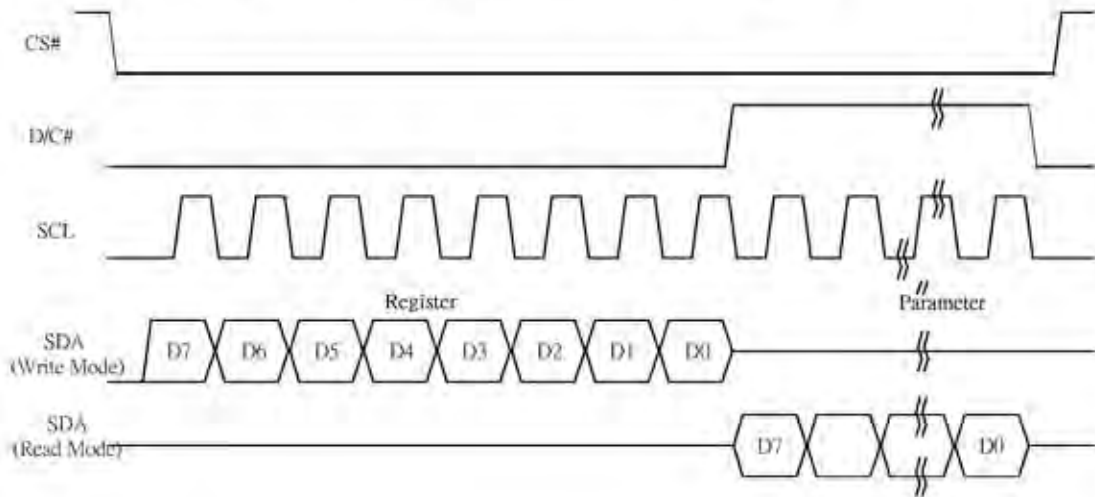 CS#
D/C#
SCL
Register Parameter
SDA
(Write Mode)
D7 D6 D5 D4 D3 D2 D1 D0
SDA
(Read Mode)
D7 D0